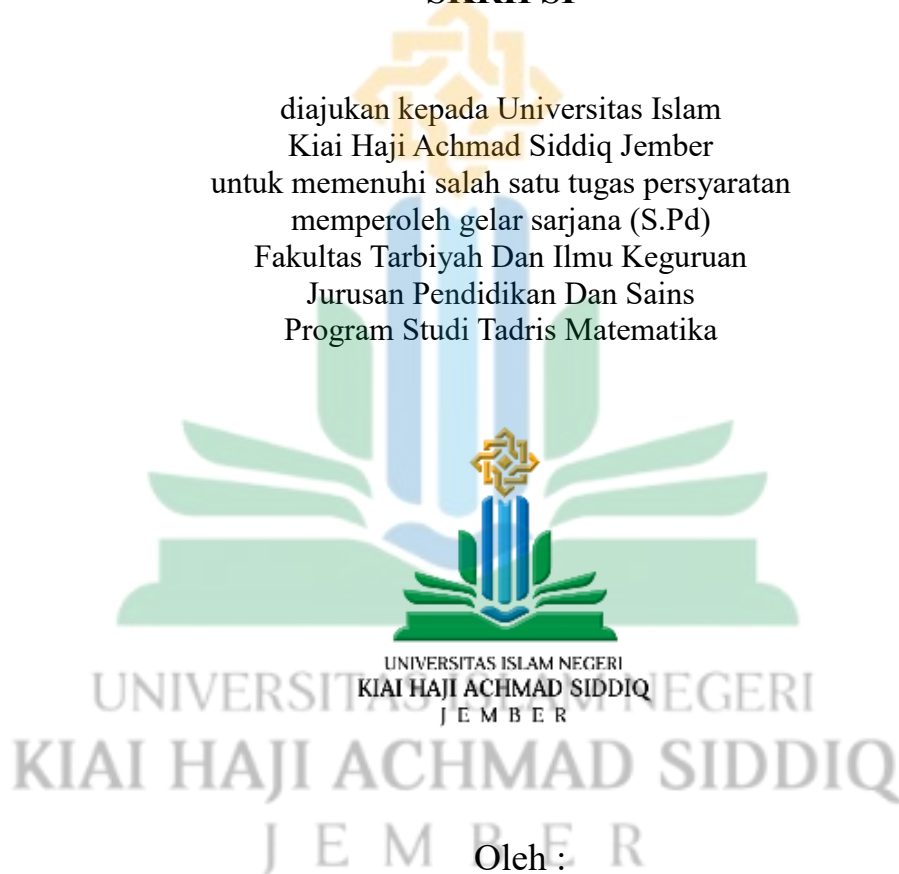 SKRIPSI
diajukan kepada Universitas Islam
Kiai Haji Achmad Siddiq Jember
untuk memenuhi salah satu tugas persyaratan
memperoleh gelar sarjana (S.Pd)
Fakultas Tarbiyah Dan Ilmu Keguruan
Jurusan Pendidikan Dan Sains
Program Studi Tadris Matematika
UNIVERSITAS ISLAM NEGERI
KIAI HAJI ACHMAD SIDDIQ
JEMBER
UNIVERSITAS ISLAM NEGERI
KIAI HAJI ACHMAD SIDDIQ
JEMBER
Oleh :